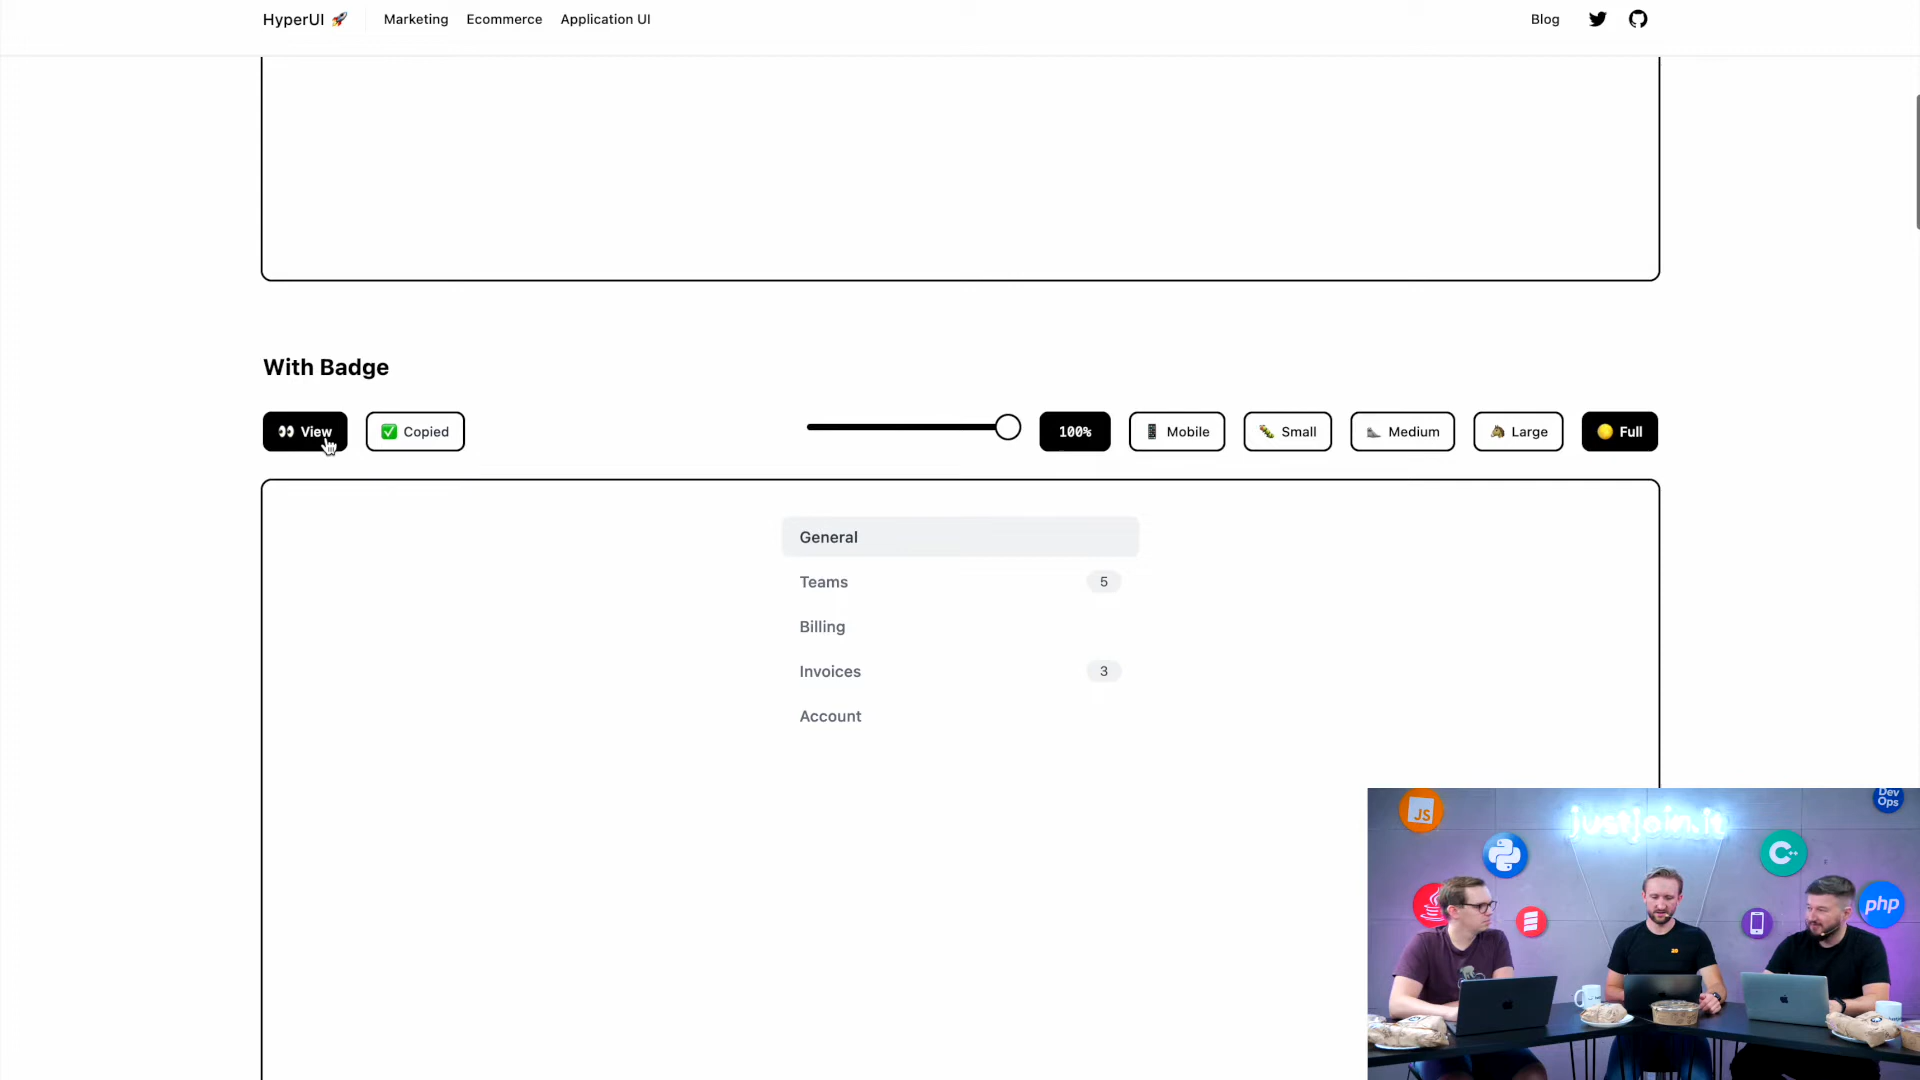 HyperUI 🚀 Marketing Ecommerce Application UI Blog
With Badge
👀 View ✅ Copied 100% 📱 Mobile 🐛 Small Medium 🐴 Large 🌕 Full
General
Teams 5
Billing
Invoices 3
Account
JS
justjoin.it
Dev
Ops
C++
php